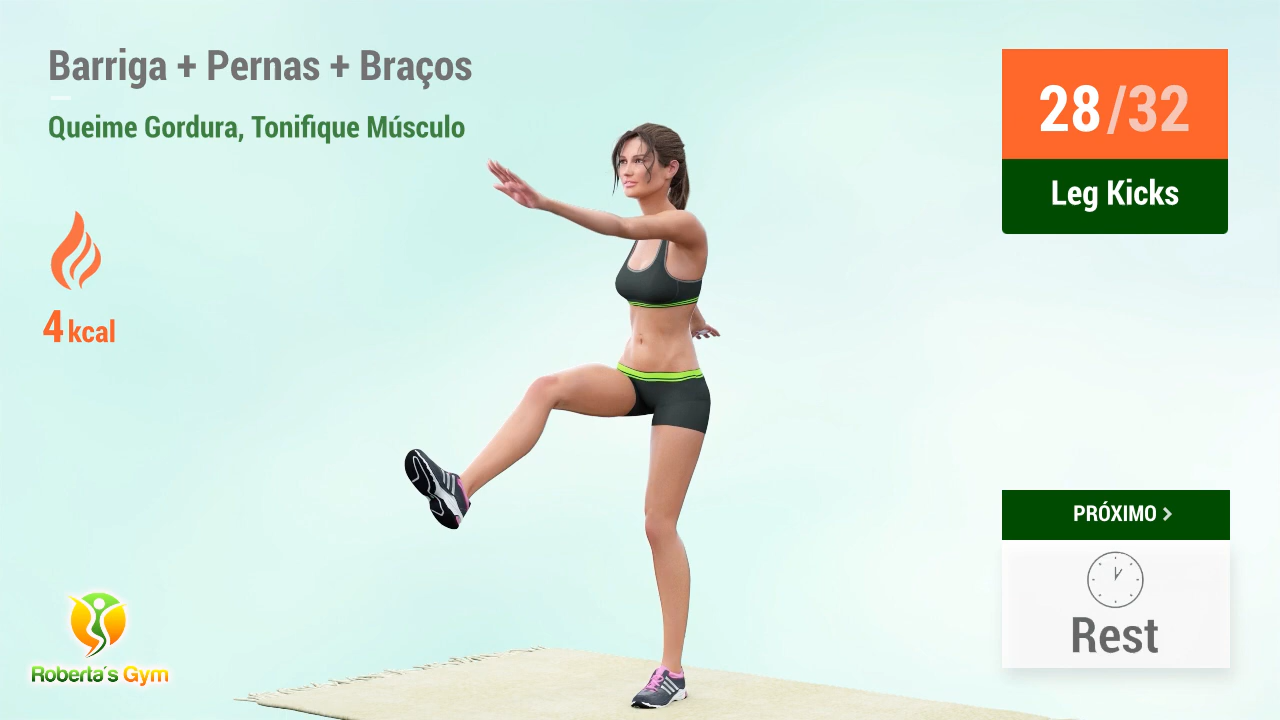 Barriga + Pernas + Braços
Queime Gordura, Tonifique Músculo
4 kcal
28/32
Leg Kicks
PRÓXIMO >
Rest
Roberta´s Gym